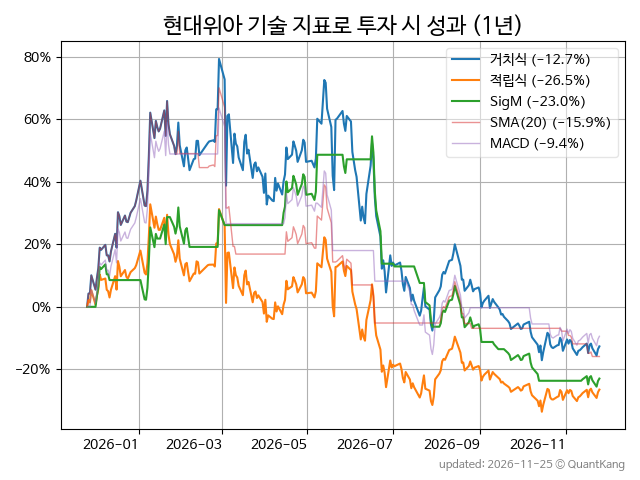 현대위아 기술 지표로 투자 시 성과 (1년)
80%
60%
40%
20%
0%
−20%
거치식 (−12.7%)
적립식 (−26.5%)
SigM (−23.0%)
SMA(20) (−15.9%)
MACD (−9.4%)
2026-01
2026-03
2026-05
2026-07
2026-09
2026-11
updated: 2026-11-25 © QuantKang